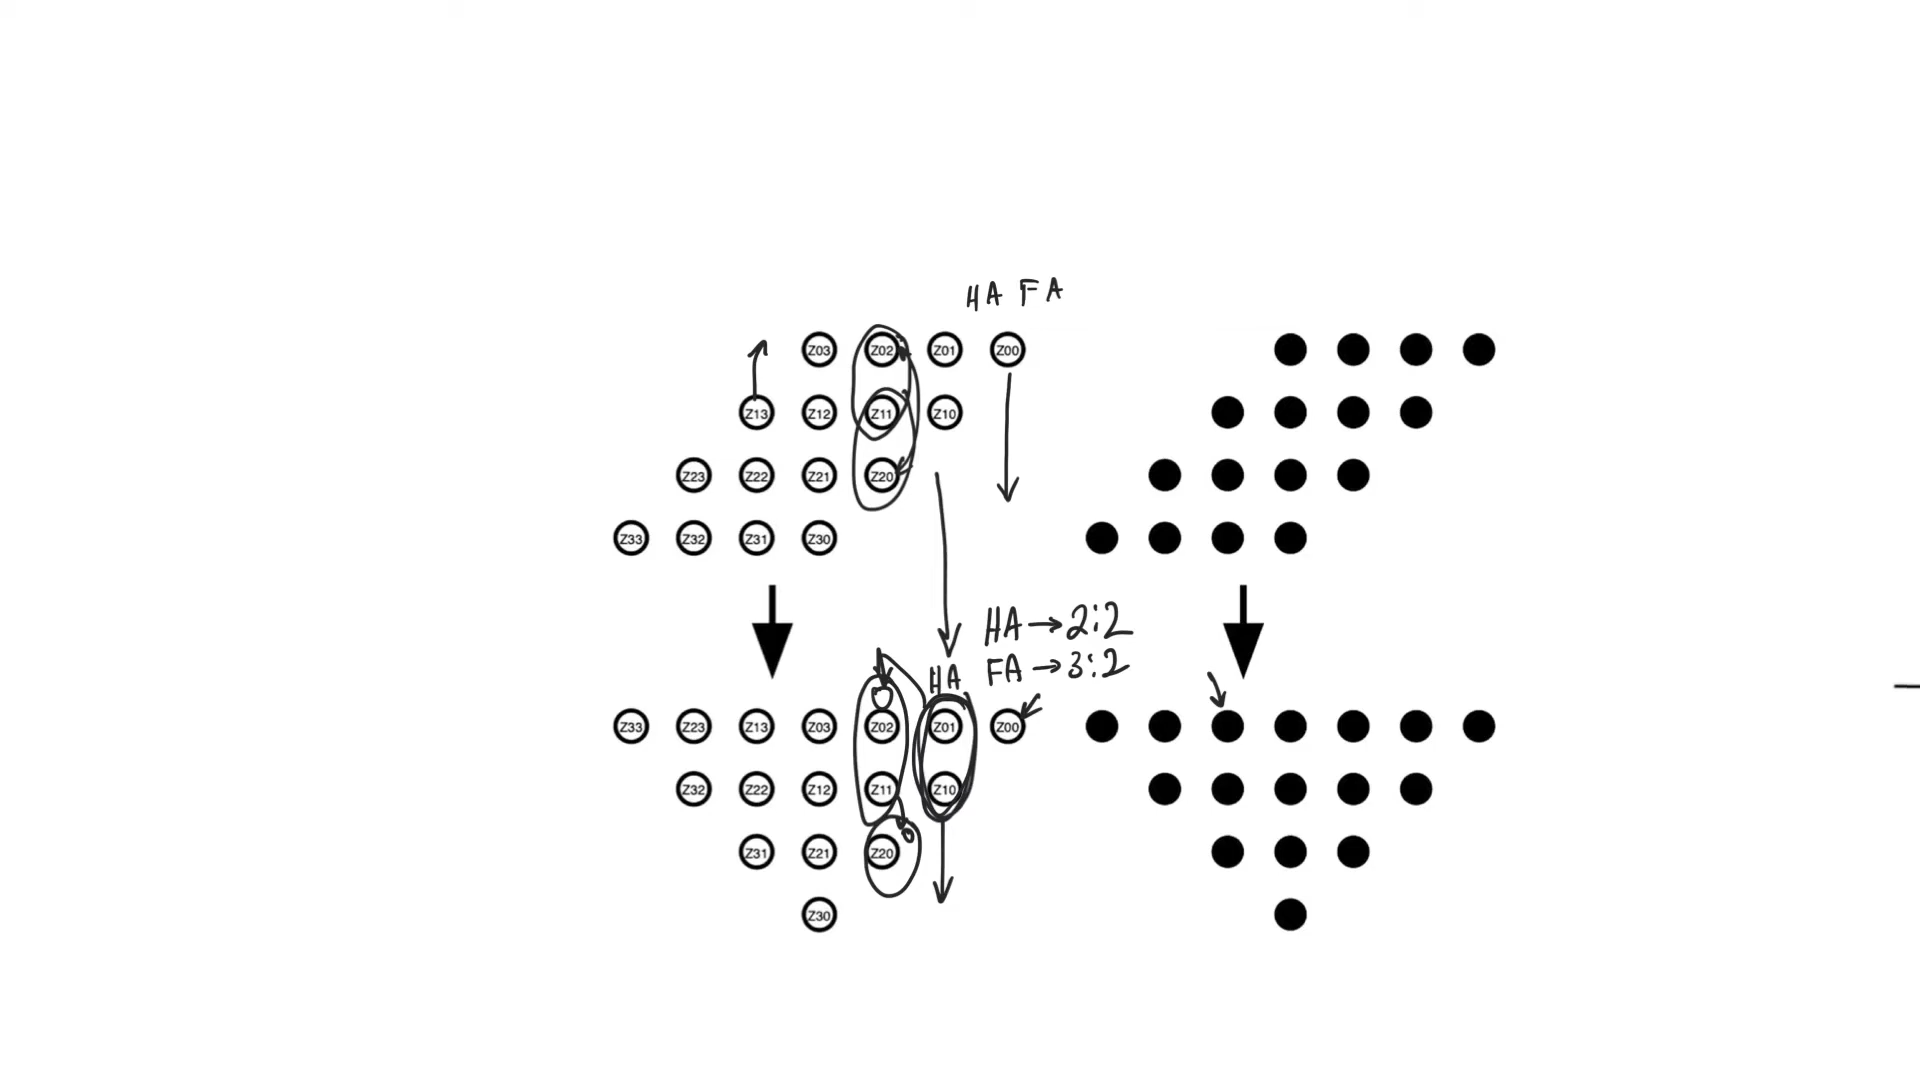 HA FA
Z03 Z02 Z01 Z00
Z13 Z12 Z11 Z10
Z23 Z22 Z21 Z20
Z33 Z32 Z31 Z30
HA → 2:2
FA → 3:2
HA
Z33 Z23 Z13 Z03 Z02 Z01 Z00
Z32 Z22 Z12 Z11 Z10
Z31 Z21 Z20
Z30